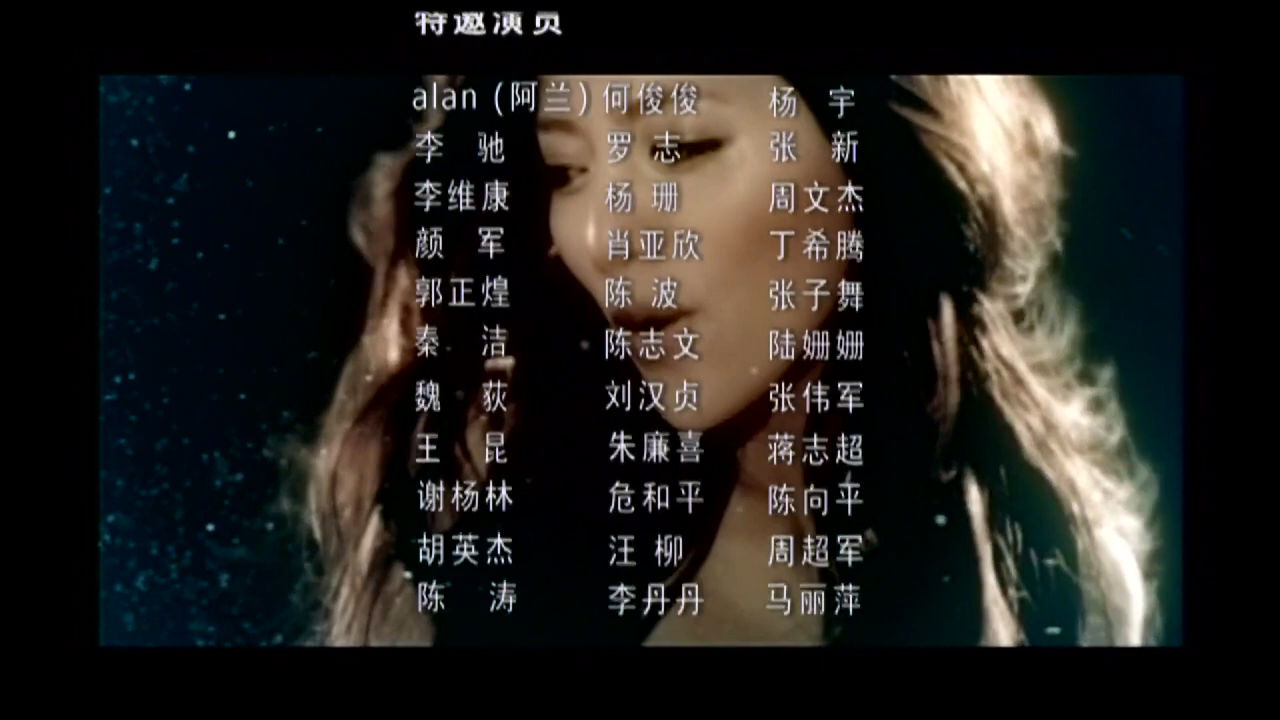 特邀演员
alan (阿兰) 何俊俊 杨 宇
李 驰 罗 志 张 新
李维康 杨 珊 周文杰
颜 军 肖亚欣 丁希腾
郭正煌 陈 波 张子舞
秦 洁 陈志文 陆姗姗
魏 荻 刘汉贞 张伟军
王 昆 朱廉喜 蒋志超
谢杨林 危和平 陈向平
胡英杰 汪 柳 周超军
陈 涛 李丹丹 马丽萍